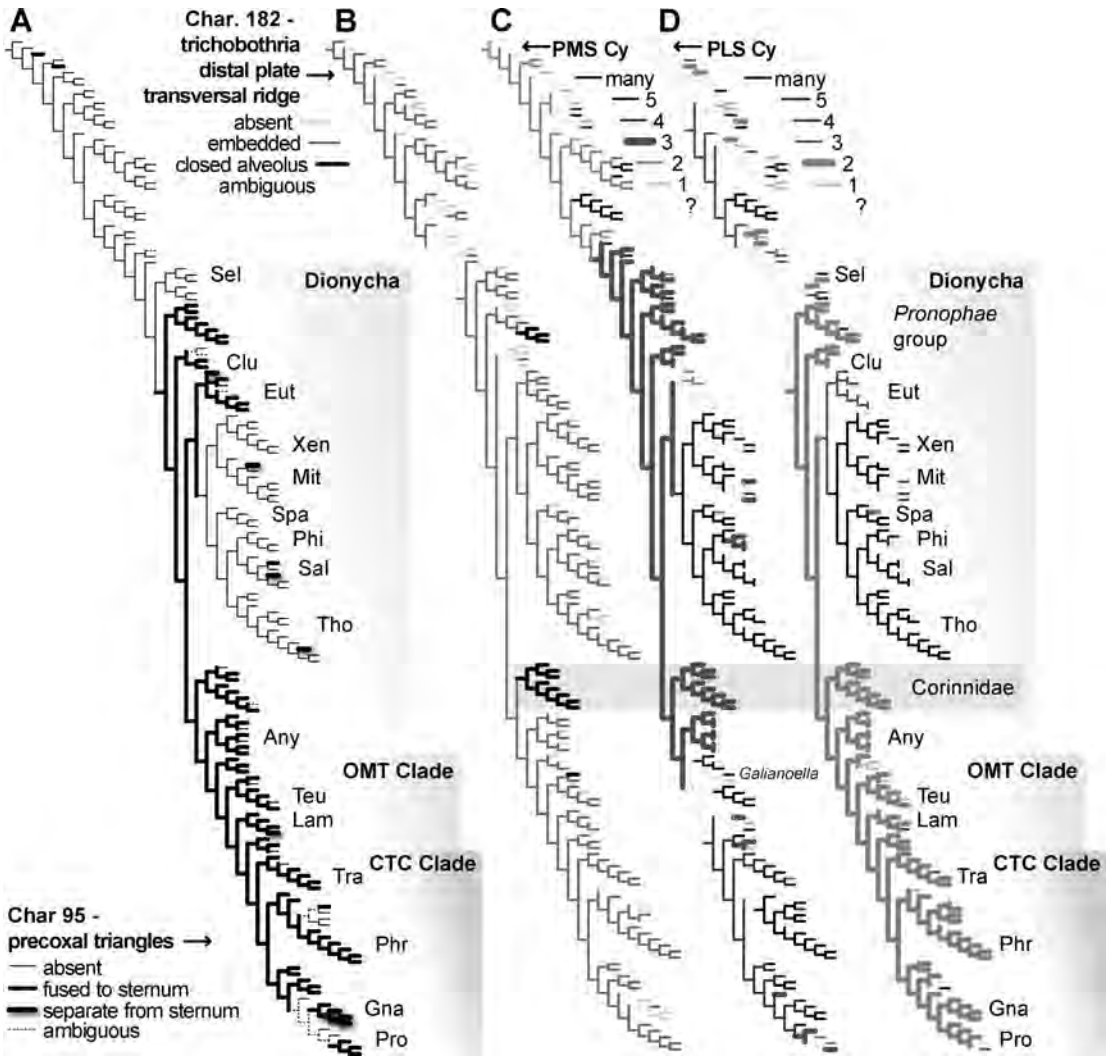 A
Char. 182 -
trichobothria
distal plate
transversal ridge
absent
embedded
closed alveolus
ambiguous
B
C
PMS Cy
many
5
4
3
2
1
?
D
PLS Cy
many
5
4
3
2
1
?
Sel
Dionycha
Clu
Eut
Xen
Mit
Spa
Phi
Sal
Tho
Any
OMT Clade
Teu
Lam
CTC Clade
Tra
Phr
Gna
Pro
Char 95 -
precoxal triangles
absent
fused to sternum
separate from sternum
ambiguous
Galianoella
Sel
Dionycha
Pronophae
group
Clu
Eut
Xen
Mit
Spa
Phi
Sal
Tho
Corinnidae
Any
OMT Clade
Teu
Lam
CTC Clade
Tra
Phr
Gna
Pro